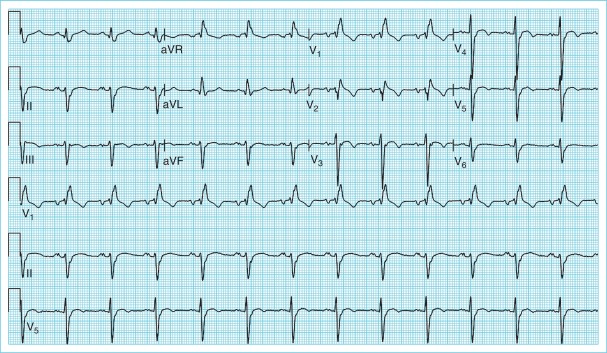 aVR V₁ V₄
II aVL V₂ V₅
III aVF V₃ V₆
V₁
II
V₅